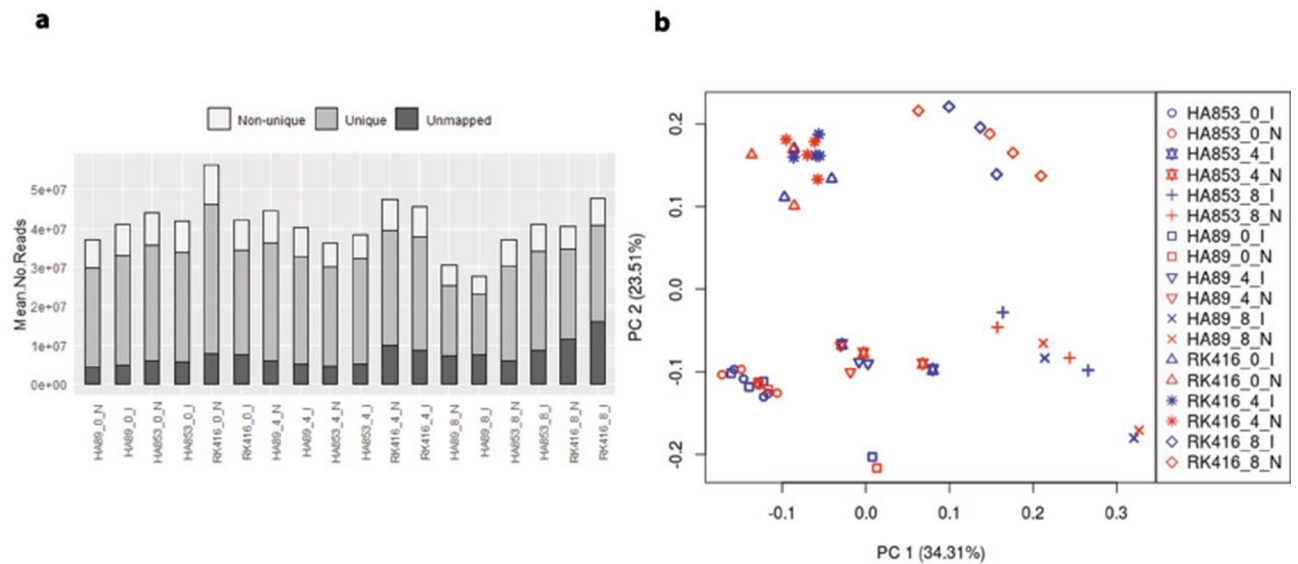 a
Non-unique Unique Unmapped
Mean.No.Reads
5e+07
4e+07
3e+07
2e+07
1e+07
0e+00
HA89_0_N
HA89_0_I
HA853_0_N
HA853_0_I
RK416_0_N
RK416_0_I
HA89_4_N
HA89_4_I
HA853_4_N
HA853_4_I
RK416_4_N
RK416_4_I
HA89_8_N
HA89_8_I
HA853_8_N
HA853_8_I
RK416_8_N
RK416_8_I
b
PC 2 (23.51%)
0.2
0.1
0.0
-0.1
-0.2
-0.1 0.0 0.1 0.2 0.3
PC 1 (34.31%)
HA853_0_I
HA853_0_N
HA853_4_I
HA853_4_N
HA853_8_I
HA853_8_N
HA89_0_I
HA89_0_N
HA89_4_I
HA89_4_N
HA89_8_I
HA89_8_N
RK416_0_I
RK416_0_N
RK416_4_I
RK416_4_N
RK416_8_I
RK416_8_N